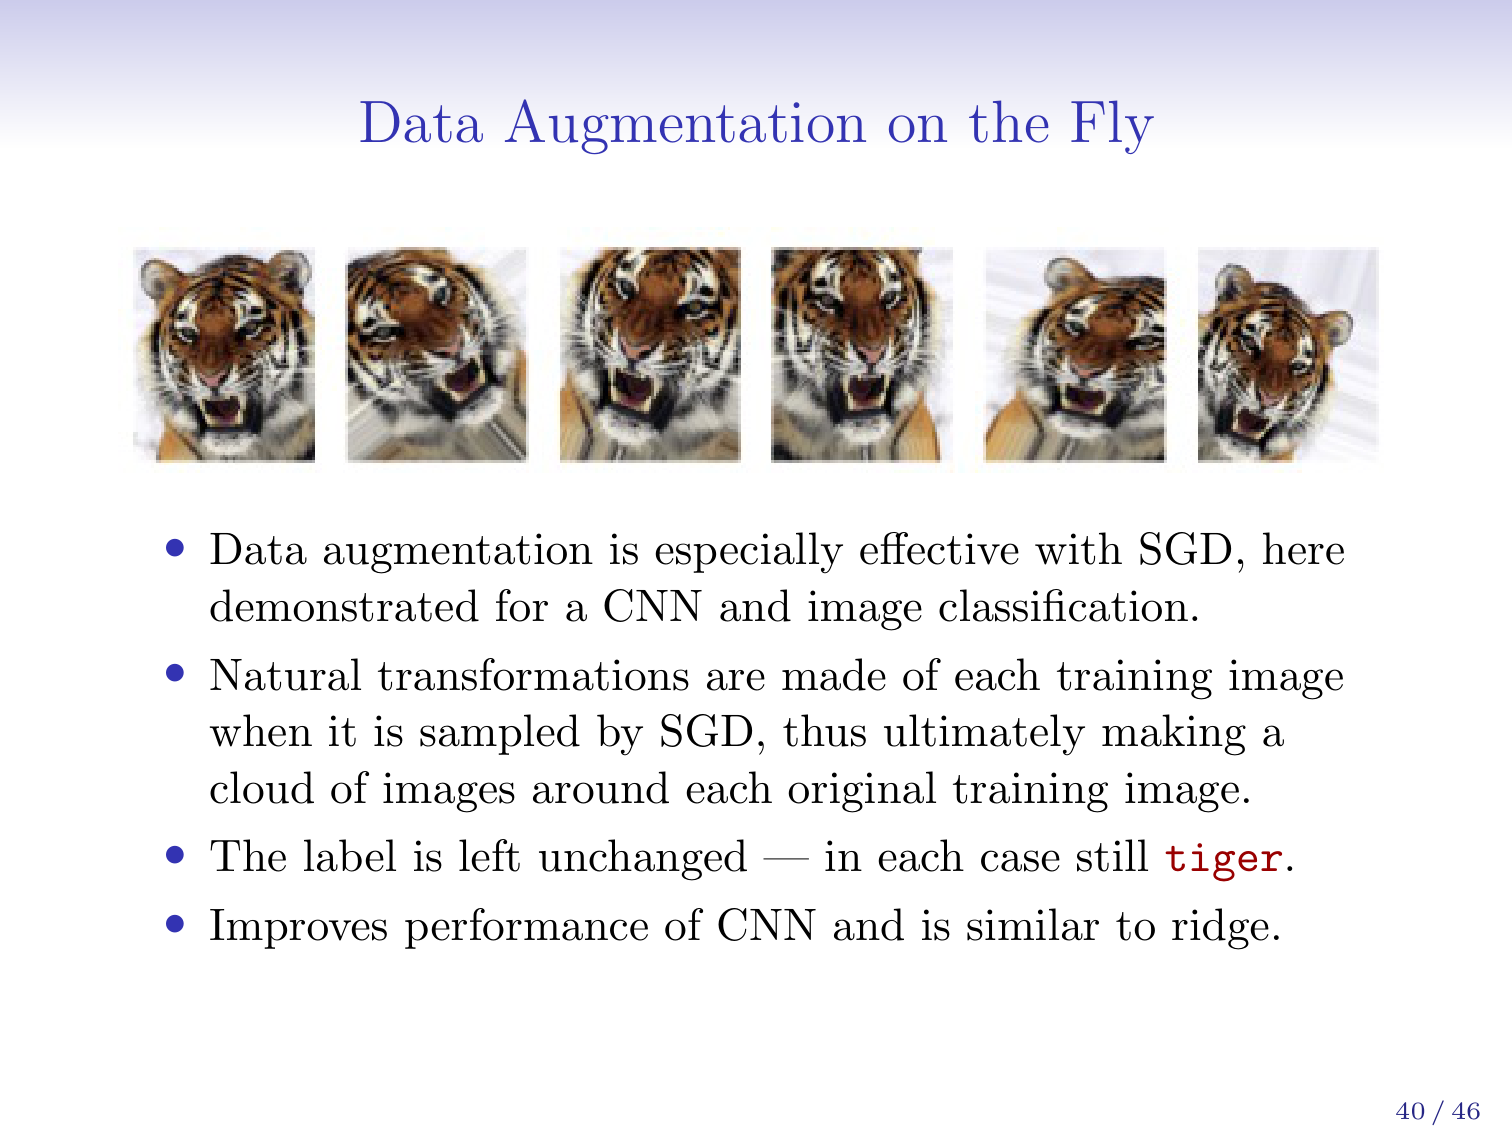 Data Augmentation on the Fly
• Data augmentation is especially effective with SGD, here
demonstrated for a CNN and image classification.
• Natural transformations are made of each training image
when it is sampled by SGD, thus ultimately making a
cloud of images around each original training image.
• The label is left unchanged — in each case still tiger.
• Improves performance of CNN and is similar to ridge.
40 / 46